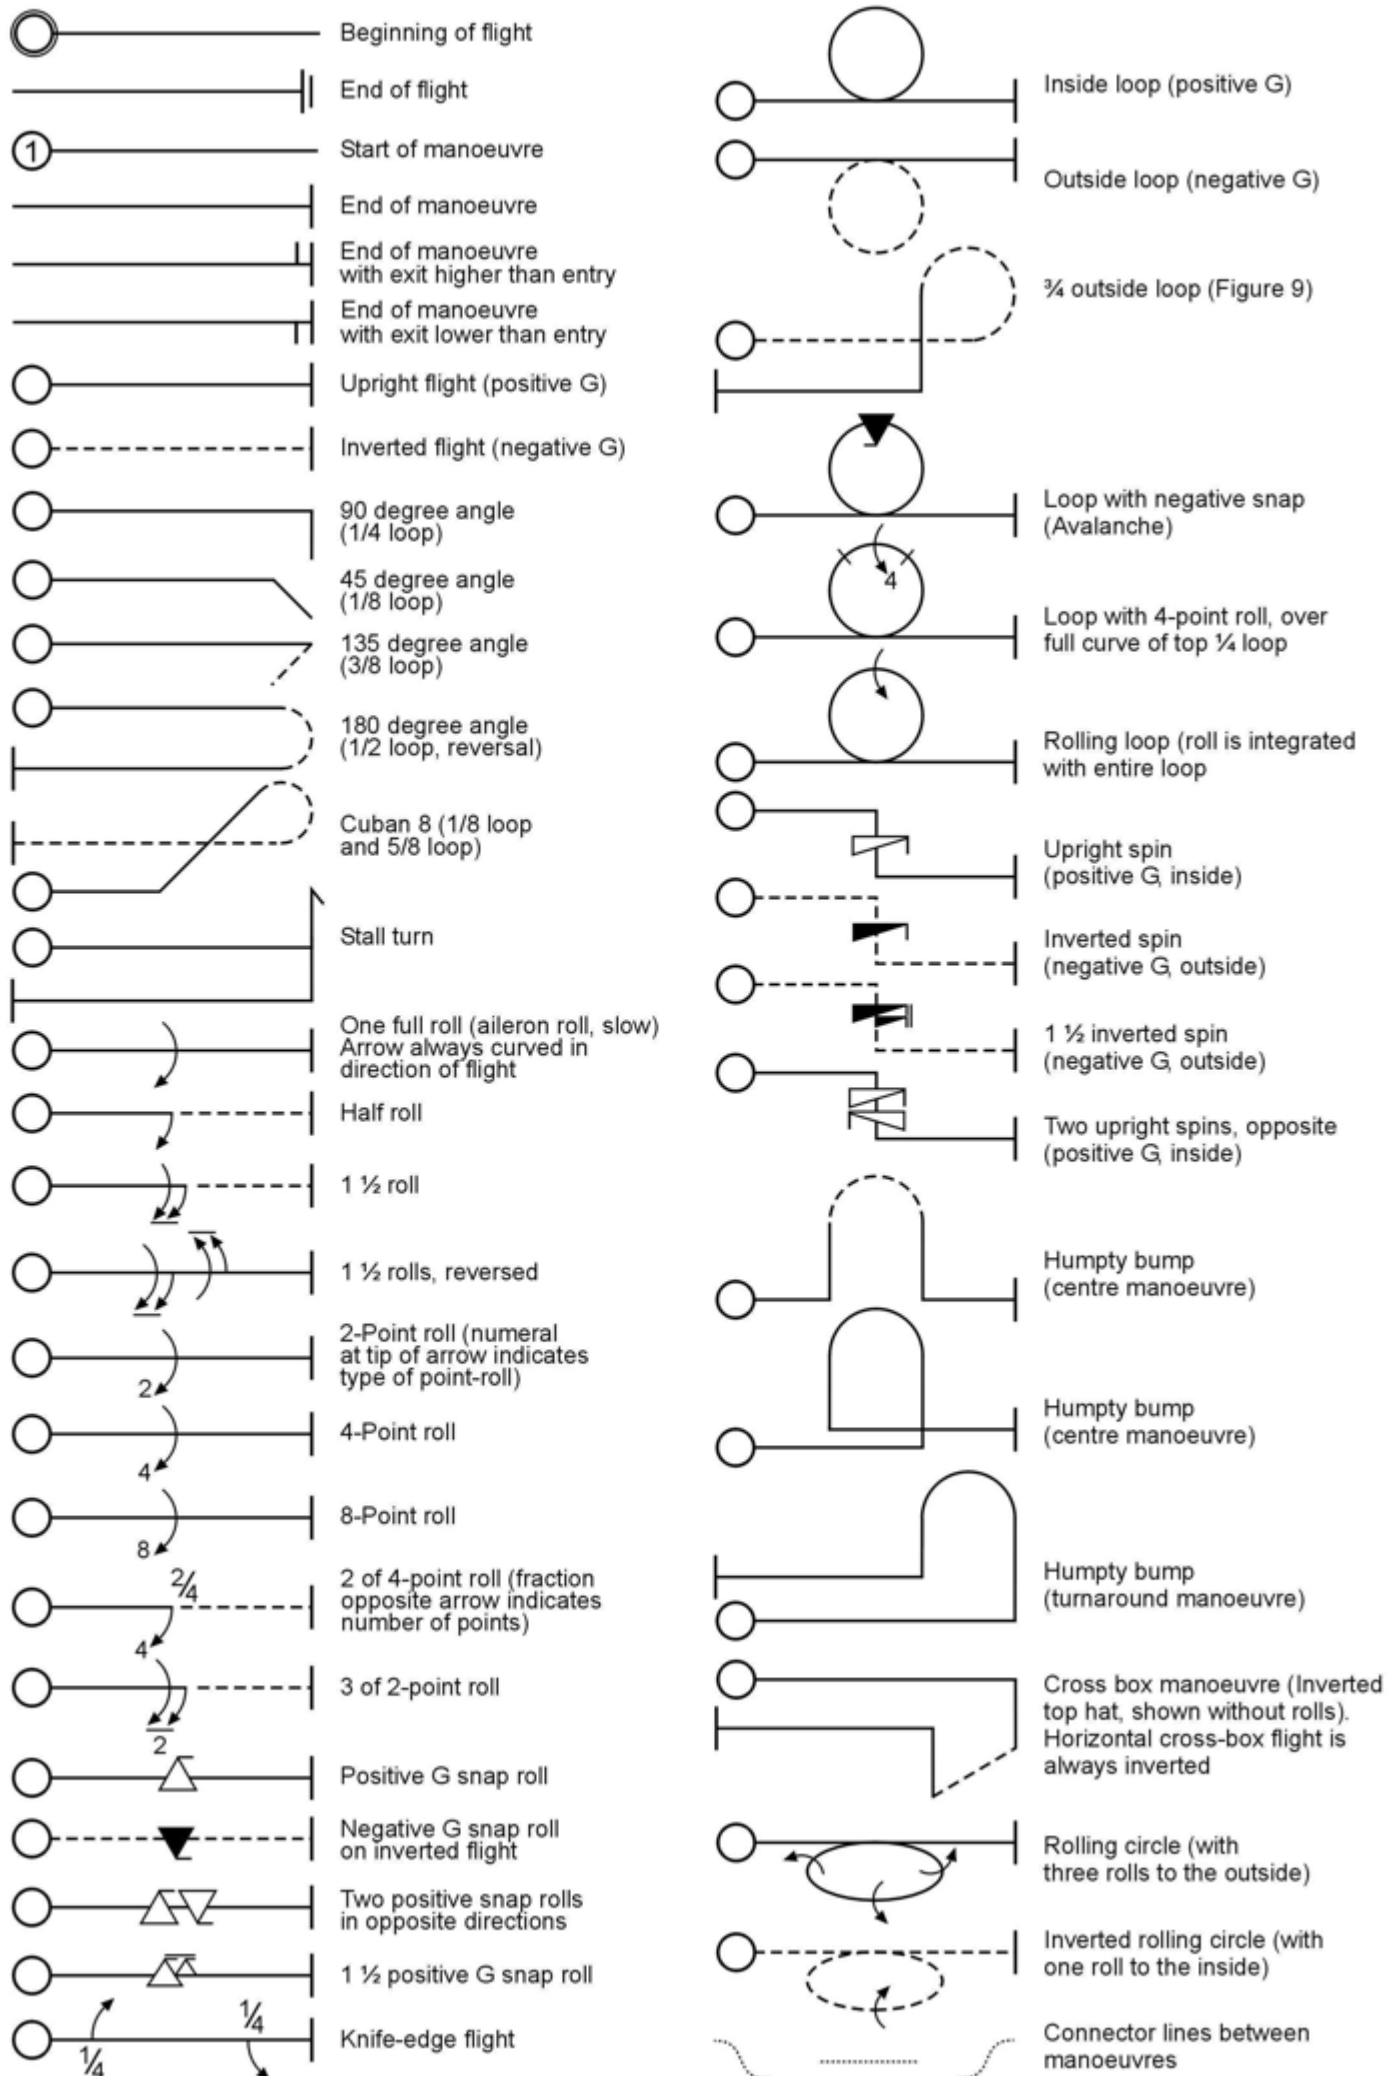 Beginning of flight
End of flight
1
Start of manoeuvre
End of manoeuvre
End of manoeuvre
with exit higher than entry
End of manoeuvre
with exit lower than entry
Upright flight (positive G)
Inverted flight (negative G)
90 degree angle
(1/4 loop)
45 degree angle
(1/8 loop)
135 degree angle
(3/8 loop)
180 degree angle
(1/2 loop, reversal)
Cuban 8 (1/8 loop
and 5/8 loop)
Stall turn
One full roll (aileron roll, slow)
Arrow always curved in
direction of flight
Half roll
1 ½ roll
1 ½ rolls, reversed
2-Point roll (numeral
at tip of arrow indicates
type of point-roll)
2
4-Point roll
4
8-Point roll
8
2/4
2 of 4-point roll (fraction
opposite arrow indicates
number of points)
4
3 of 2-point roll
2
Positive G snap roll
Negative G snap roll
on inverted flight
Two positive snap rolls
in opposite directions
1 ½ positive G snap roll
¼
Knife-edge flight
¼
Inside loop (positive G)
Outside loop (negative G)
¾ outside loop (Figure 9)
Loop with negative snap
(Avalanche)
4
Loop with 4-point roll, over
full curve of top ¼ loop
Rolling loop (roll is integrated
with entire loop
Upright spin
(positive G, inside)
Inverted spin
(negative G, outside)
1 ½ inverted spin
(negative G, outside)
Two upright spins, opposite
(positive G, inside)
Humpty bump
(centre manoeuvre)
Humpty bump
(centre manoeuvre)
Humpty bump
(turnaround manoeuvre)
Cross box manoeuvre (Inverted
top hat, shown without rolls).
Horizontal cross-box flight is
always inverted
Rolling circle (with
three rolls to the outside)
Inverted rolling circle (with
one roll to the inside)
Connector lines between
manoeuvres